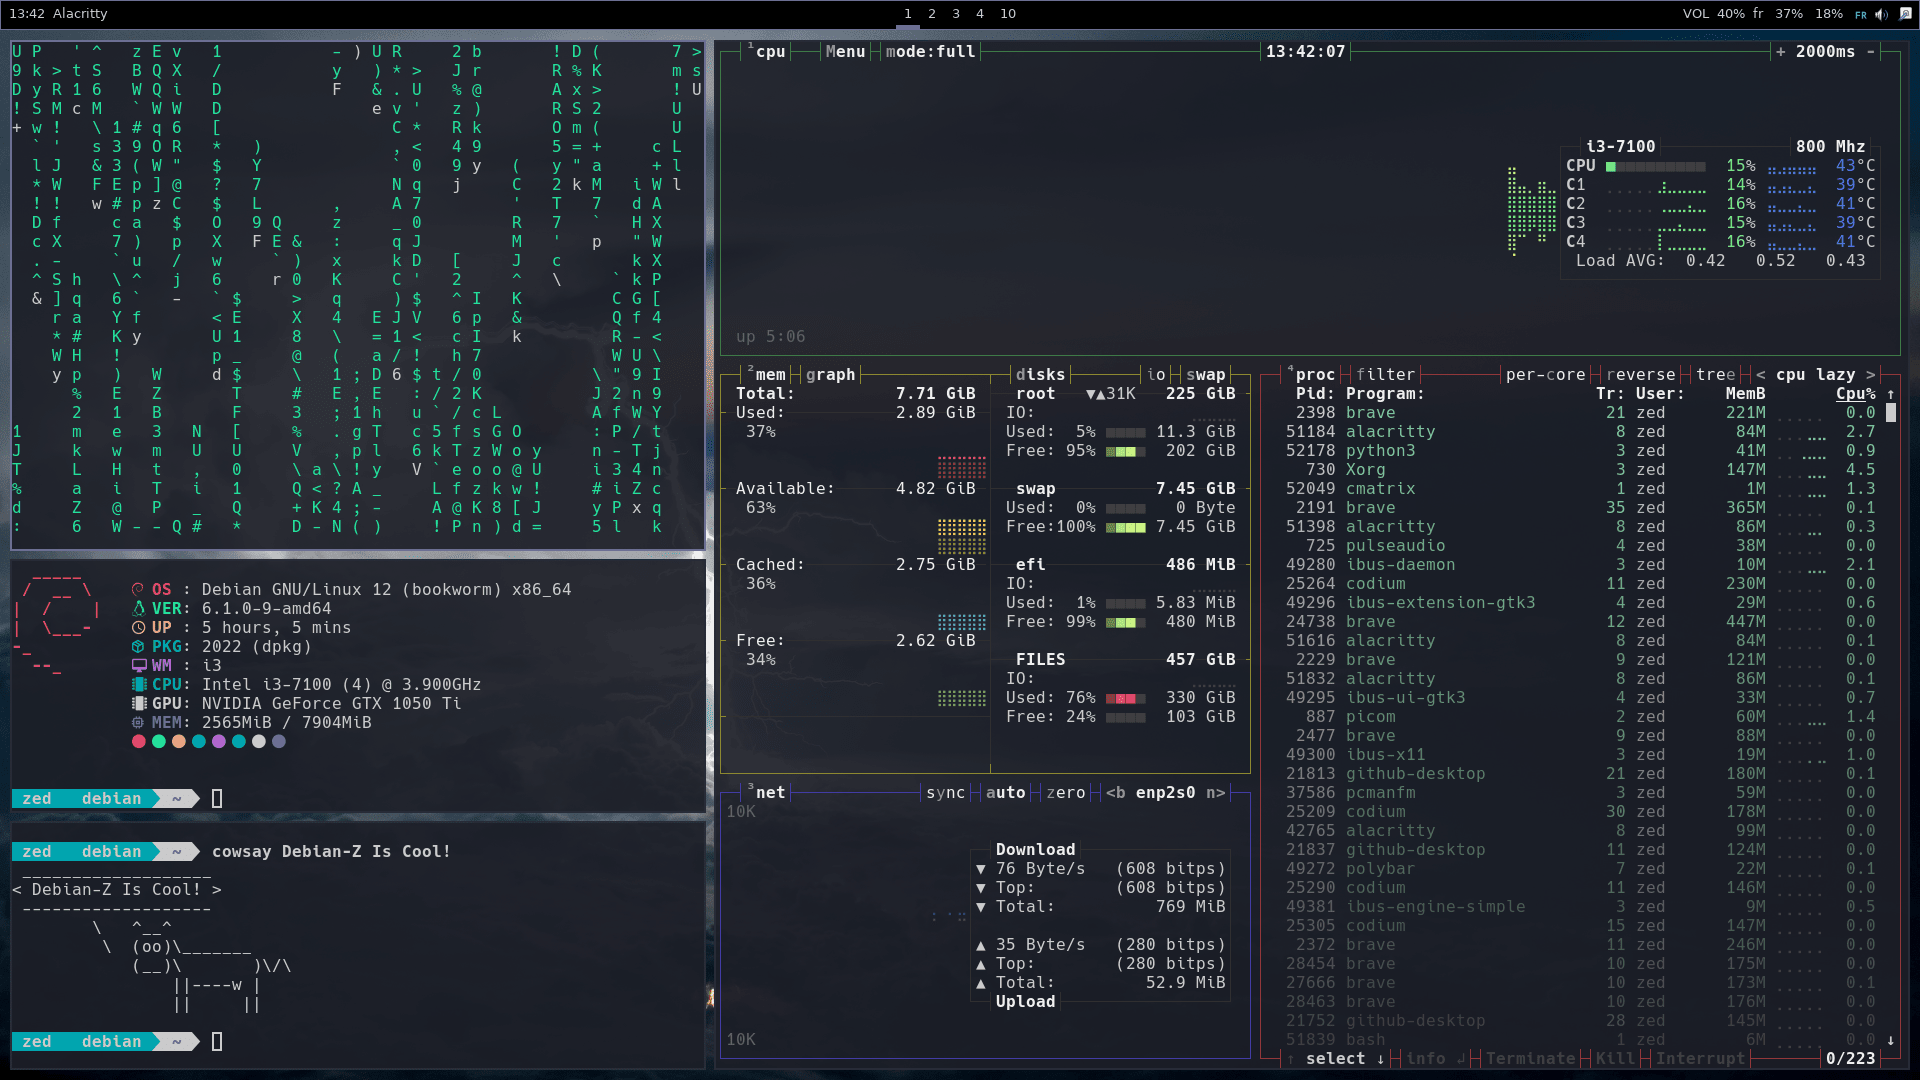 13:42 Alacritty
1 2 3 4 10
VOL 40% fr 37% 18% FR
OS : Debian GNU/Linux 12 (bookworm) x86_64
VER: 6.1.0-9-amd64
UP : 5 hours, 5 mins
PKG: 2022 (dpkg)
WM : i3
CPU: Intel i3-7100 (4) @ 3.900GHz
GPU: NVIDIA GeForce GTX 1050 Ti
MEM: 2565MiB / 7904MiB
zed debian ~
zed debian ~ cowsay Debian-Z Is Cool!
___________________
< Debian-Z Is Cool! >
-------------------
\   ^__^
\  (oo)\_______
(__)\       )\/\
||----w |
||     ||
zed debian ~
1cpu Menu mode:full 13:42:07 + 2000ms -
i3-7100 800 Mhz
CPU 15% 43°C
C1 14% 39°C
C2 16% 41°C
C3 15% 39°C
C4 16% 41°C
Load AVG: 0.42 0.52 0.43
up 5:06
2mem graph
Total: 7.71 GiB
Used: 2.89 GiB
37%
Available: 4.82 GiB
63%
Cached: 2.75 GiB
36%
Free: 2.62 GiB
34%
disks io swap
root ▼▲31K 225 GiB
IO:
Used: 5% 11.3 GiB
Free: 95% 202 GiB
swap 7.45 GiB
Used: 0% 0 Byte
Free:100% 7.45 GiB
efi 486 MiB
IO:
Used: 1% 5.83 MiB
Free: 99% 480 MiB
FILES 457 GiB
IO:
Used: 76% 330 GiB
Free: 24% 103 GiB
3net sync auto zero <b enp2s0 n>
10K
Download
▼ 76 Byte/s (608 bitps)
▼ Top: (608 bitps)
▼ Total: 769 MiB
▲ 35 Byte/s (280 bitps)
▲ Top: (280 bitps)
▲ Total: 52.9 MiB
Upload
10K
4proc filter per-core reverse tree < cpu lazy >
Pid: Program: Tr: User: MemB Cpu% ↑
2398 brave 21 zed 221M 0.0
51184 alacritty 8 zed 84M 2.7
52178 python3 3 zed 41M 0.9
730 Xorg 3 zed 147M 4.5
52049 cmatrix 1 zed 1M 1.3
2191 brave 35 zed 365M 0.1
51398 alacritty 8 zed 86M 0.3
725 pulseaudio 4 zed 38M 0.0
49280 ibus-daemon 3 zed 10M 2.1
25264 codium 11 zed 230M 0.0
49296 ibus-extension-gtk3 4 zed 29M 0.6
24738 brave 12 zed 447M 0.0
51616 alacritty 8 zed 84M 0.1
2229 brave 9 zed 121M 0.0
51832 alacritty 8 zed 86M 0.1
49295 ibus-ui-gtk3 4 zed 33M 0.7
887 picom 2 zed 60M 1.4
2477 brave 9 zed 88M 0.0
49300 ibus-x11 3 zed 19M 1.0
21813 github-desktop 21 zed 180M 0.1
37586 pcmanfm 3 zed 59M 0.0
25209 codium 30 zed 178M 0.0
42765 alacritty 8 zed 99M 0.0
21837 github-desktop 11 zed 124M 0.0
49272 polybar 7 zed 22M 0.0
25290 codium 11 zed 146M 0.0
49381 ibus-engine-simple 3 zed 9M 0.5
25305 codium 15 zed 147M 0.0
2372 brave 11 zed 246M 0.0
28454 brave 10 zed 175M 0.0
27666 brave 10 zed 173M 0.1
28463 brave 10 zed 176M 0.0
21752 github-desktop 28 zed 145M 0.0
51839 bash 1 zed 6M 0.0 ↓
↑ select ↓ info ↲ Terminate Kill Interrupt 0/223